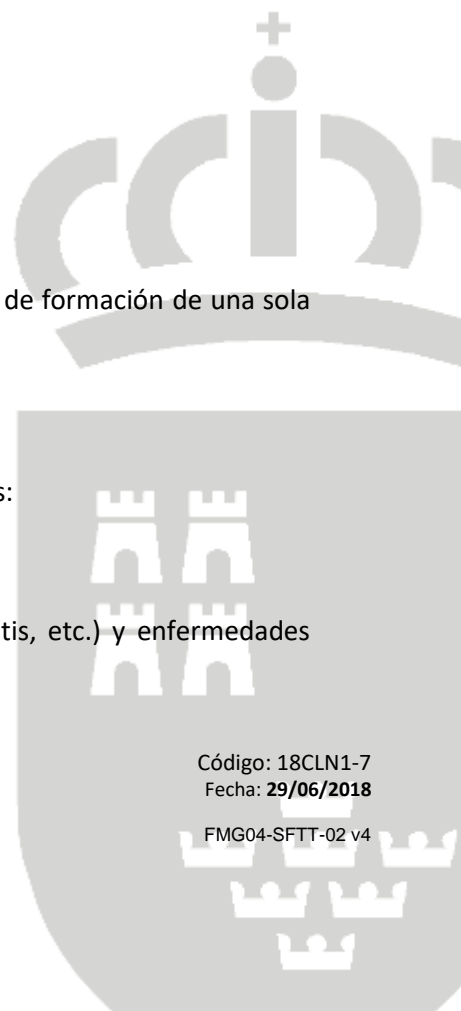 de formación de una sola
s:
tis, etc.) y enfermedades
Código: 18CLN1-7
Fecha: 29/06/2018
FMG04-SFTT-02 v4